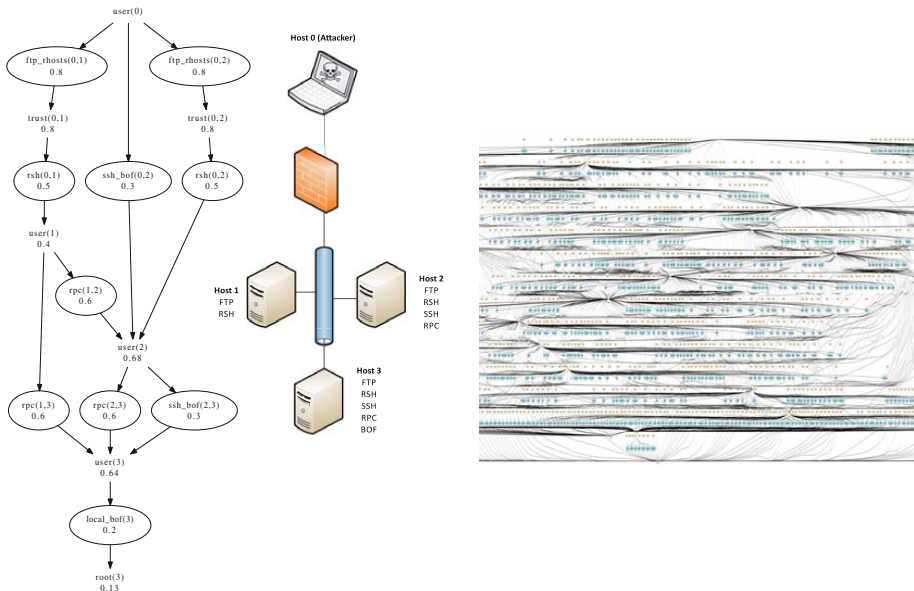 user(0)
ftp_rhosts(0,1)
0.8
ftp_rhosts(0,2)
0.8
trust(0,1)
0.8
trust(0,2)
0.8
rsh(0,1)
0.5
ssh_bof(0,2)
0.3
rsh(0,2)
0.5
user(1)
0.4
rpc(1,2)
0.6
user(2)
0.68
rpc(1,3)
0.6
rpc(2,3)
0.6
ssh_bof(2,3)
0.3
user(3)
0.64
local_bof(3)
0.2
root(3)
0.13
Host 0 (Attacker)
Host 1
FTP
RSH
Host 2
FTP
RSH
SSH
RPC
Host 3
FTP
RSH
SSH
RPC
BOF